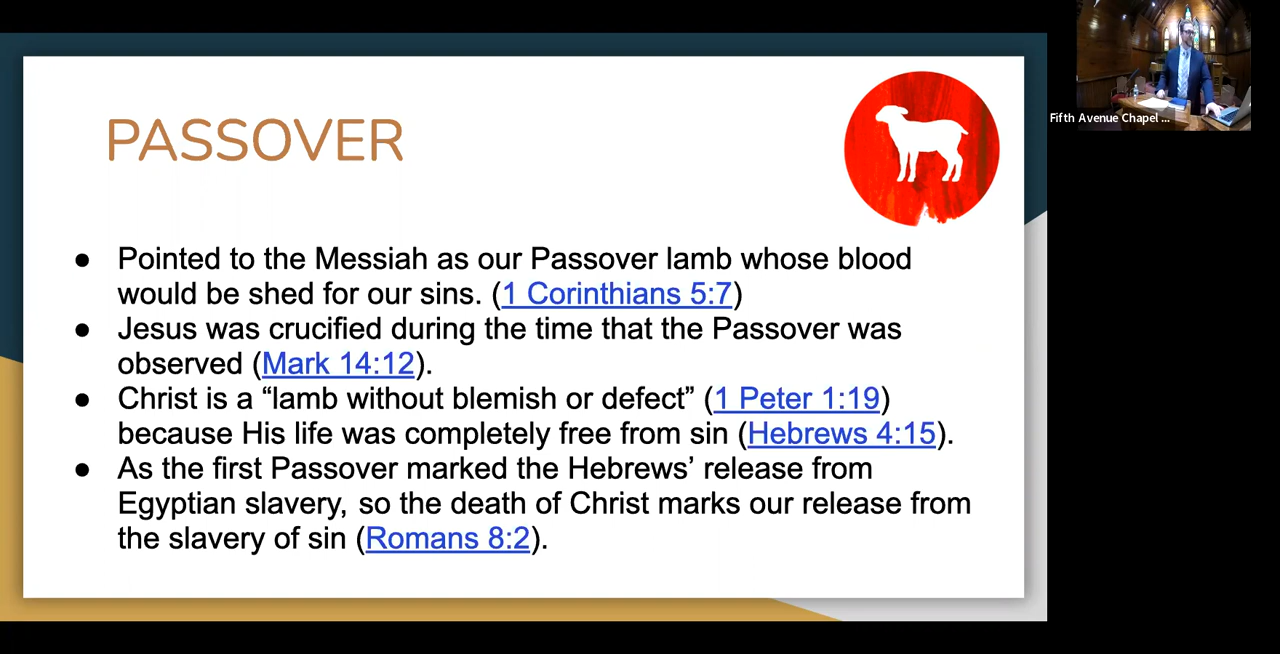 PASSOVER
● Pointed to the Messiah as our Passover lamb whose blood
would be shed for our sins. (1 Corinthians 5:7)
● Jesus was crucified during the time that the Passover was
observed (Mark 14:12).
● Christ is a “lamb without blemish or defect” (1 Peter 1:19)
because His life was completely free from sin (Hebrews 4:15).
● As the first Passover marked the Hebrews’ release from
Egyptian slavery, so the death of Christ marks our release from
the slavery of sin (Romans 8:2).
Fifth Avenue Chapel ...